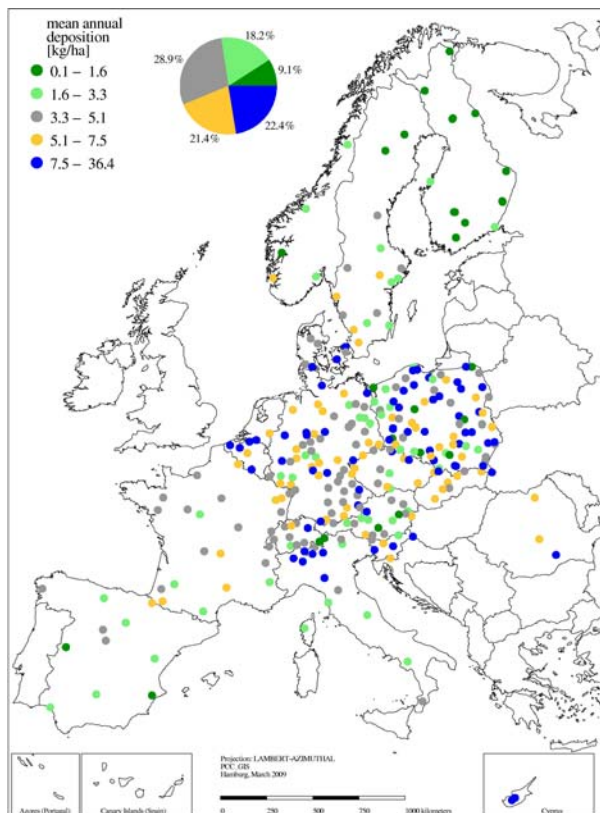 mean annual
deposition
[kg/ha]
0.1 – 1.6
1.6 – 3.3
3.3 – 5.1
5.1 – 7.5
7.5 – 36.4
18.2%
28.9%
9.1%
21.4%
22.4%
Projection: LAMBERT-AZIMUTHAL
PCC GIS
Hamburg, March 2009
0 250 500 750 1000 kilometers
Azores (Portugal)
Canary Islands (Spain)
Cyprus